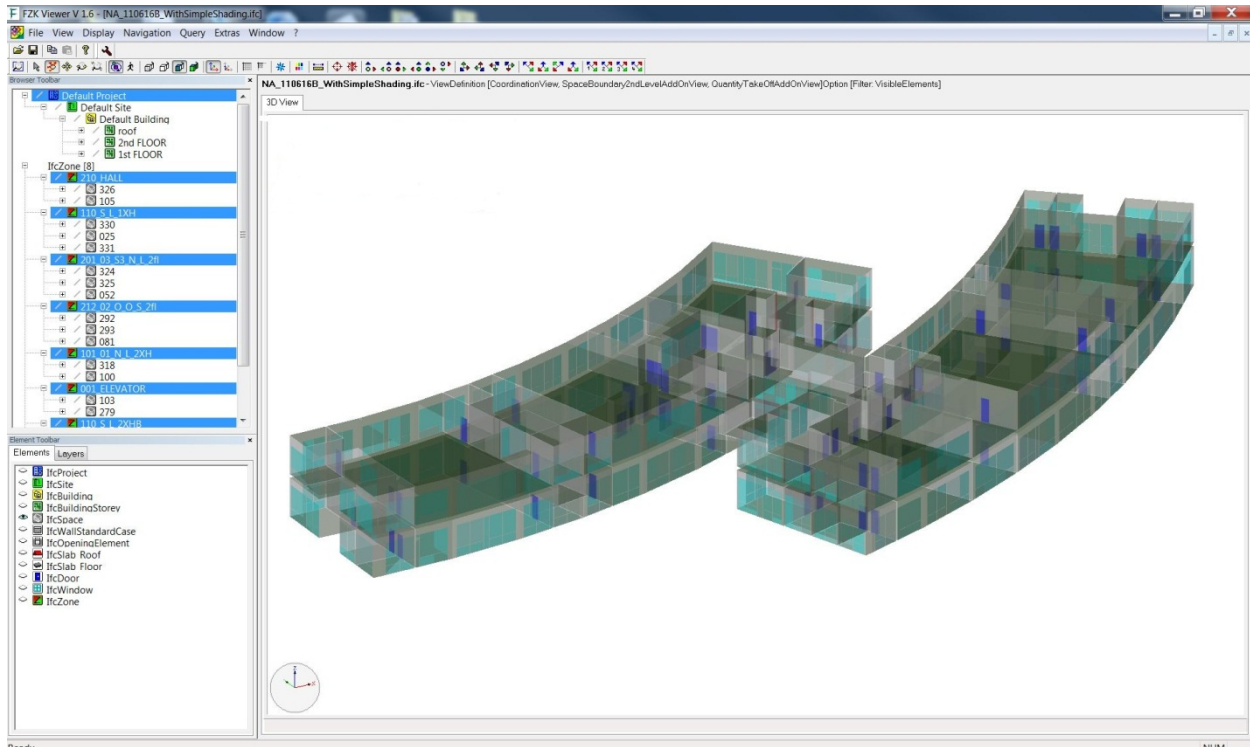 FZK Viewer V 1.6 - [NA_110616B_WithSimpleShading.ifc]
File View Display Navigation Query Extras Window ?
Browser Toolbar
Default Project
Default Site
Default Building
roof
2nd FLOOR
1st FLOOR
IfcZone [8]
210_HALL
326
105
110_S_L_1XH
330
025
331
201_03_S3_N_L_2fl
324
325
052
212_02_O_O_S_2fl
292
293
081
101_01_N_L_2XH
318
100
001_ELEVATOR
103
279
110_S_L_2XHB
Element Toolbar
Elements Layers
IfcProject
IfcSite
IfcBuilding
IfcBuildingStorey
IfcSpace
IfcWallStandardCase
IfcOpeningElement
IfcSlab Roof
IfcSlab Floor
IfcDoor
IfcWindow
IfcZone
NA_110616B_WithSimpleShading.ifc - ViewDefinition [CoordinationView, SpaceBoundary2ndLevelAddOnView, QuantityTakeOffAddOnView]Option [Filter: VisibleElements]
3D View
Ready NUM